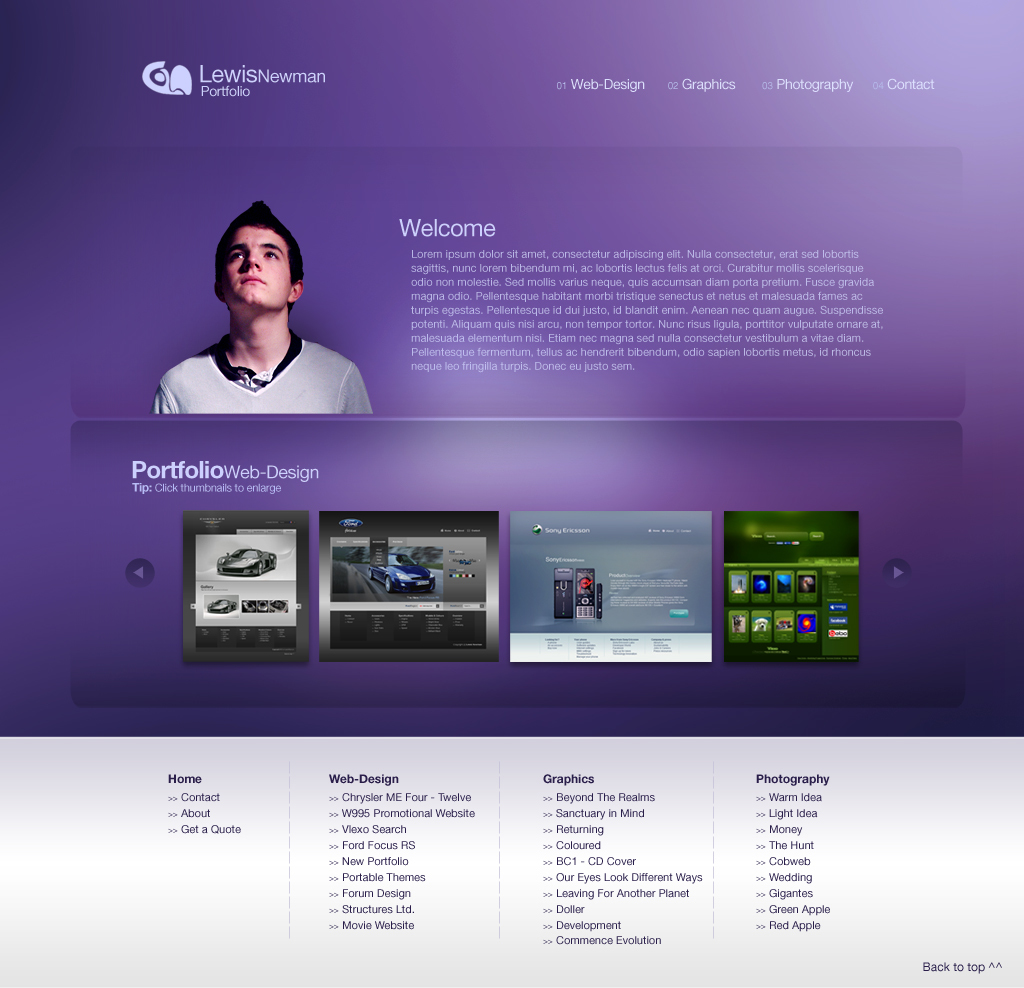 LewisNewman
Portfolio
01 Web-Design
02 Graphics
03 Photography
04 Contact
Welcome
Lorem ipsum dolor sit amet, consectetur adipiscing elit. Nulla consectetur, erat sed lobortis
sagittis, nunc lorem bibendum mi, ac lobortis lectus felis at orci. Curabitur mollis scelerisque
odio non molestie. Sed mollis varius neque, quis accumsan diam porta pretium. Fusce gravida
magna odio. Pellentesque habitant morbi tristique senectus et netus et malesuada fames ac
turpis egestas. Pellentesque id dui justo, id blandit enim. Aenean nec quam augue. Suspendisse
potenti. Aliquam quis nisi arcu, non tempor tortor. Nunc risus ligula, porttitor vulputate ornare at,
malesuada elementum nisi. Etiam nec magna sed nulla consectetur vestibulum a vitae diam.
Pellentesque fermentum, tellus ac hendrerit bibendum, odio sapien lobortis metus, id rhoncus
neque leo fringilla turpis. Donec eu justo sem.
PortfolioWeb-Design
Tip: Click thumbnails to enlarge
Gallery
Ford
Sony Ericsson
Product
facebook
Home
>> Contact
>> About
>> Get a Quote
Web-Design
>> Chrysler ME Four - Twelve
>> W995 Promotional Website
>> Vlexo Search
>> Ford Focus RS
>> New Portfolio
>> Portable Themes
>> Forum Design
>> Structures Ltd.
>> Movie Website
Graphics
>> Beyond The Realms
>> Sanctuary in Mind
>> Returning
>> Coloured
>> BC1 - CD Cover
>> Our Eyes Look Different Ways
>> Leaving For Another Planet
>> Doller
>> Development
>> Commence Evolution
Photography
>> Warm Idea
>> Light Idea
>> Money
>> The Hunt
>> Cobweb
>> Wedding
>> Gigantes
>> Green Apple
>> Red Apple
Back to top ^^